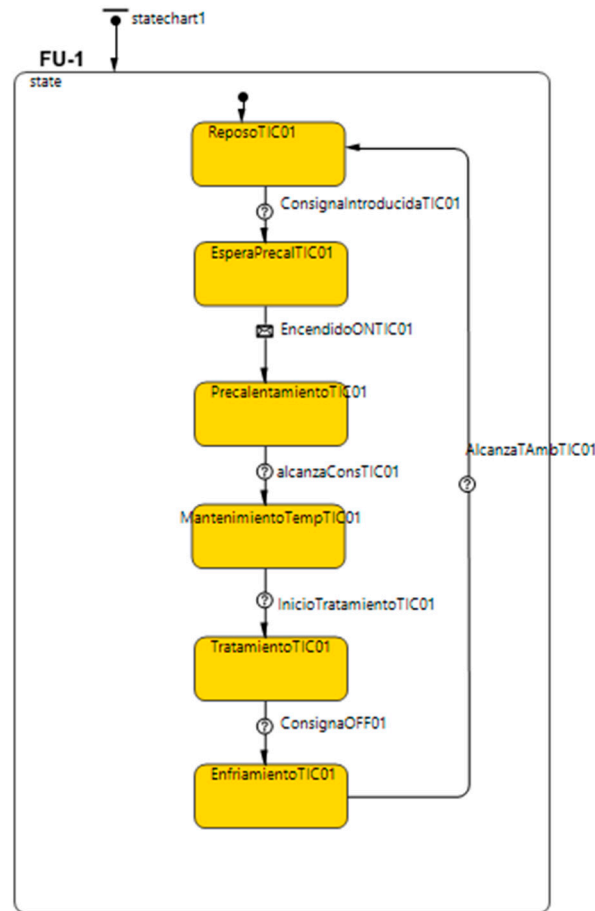 statechart1
FU-1
state
ReposoTIC01
ConsignaIntroducidaTIC01
EsperaPrecalTIC01
EncendidoONTIC01
PrecalentamientoTIC01
AlcanzaTAmbTIC01
alcanzaConsTIC01
MantenimientoTempTIC01
InicioTratamientoTIC01
TratamientoTIC01
ConsignaOFF01
EnfriamientoTIC01